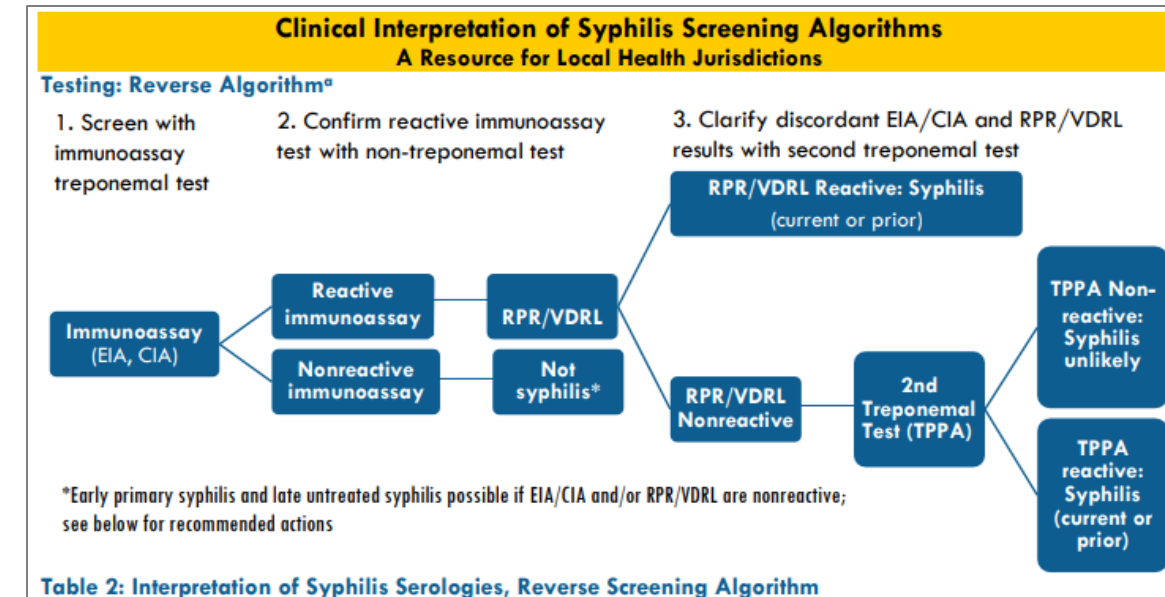 Clinical Interpretation of Syphilis Screening Algorithms
A Resource for Local Health Jurisdictions
Testing: Reverse Algorithmᵃ
1. Screen with
immunoassay
treponemal test
2. Confirm reactive immunoassay
test with non-treponemal test
3. Clarify discordant EIA/CIA and RPR/VDRL
results with second treponemal test
Immunoassay
(EIA, CIA)
Reactive
immunoassay
Nonreactive
immunoassay
RPR/VDRL
Not
syphilis*
RPR/VDRL Reactive: Syphilis
(current or prior)
RPR/VDRL
Nonreactive
2nd
Treponemal
Test (TPPA)
TPPA Non-
reactive:
Syphilis
unlikely
TPPA
reactive:
Syphilis
(current or
prior)
*Early primary syphilis and late untreated syphilis possible if EIA/CIA and/or RPR/VDRL are nonreactive;
see below for recommended actions
Table 2: Interpretation of Syphilis Serologies, Reverse Screening Algorithm